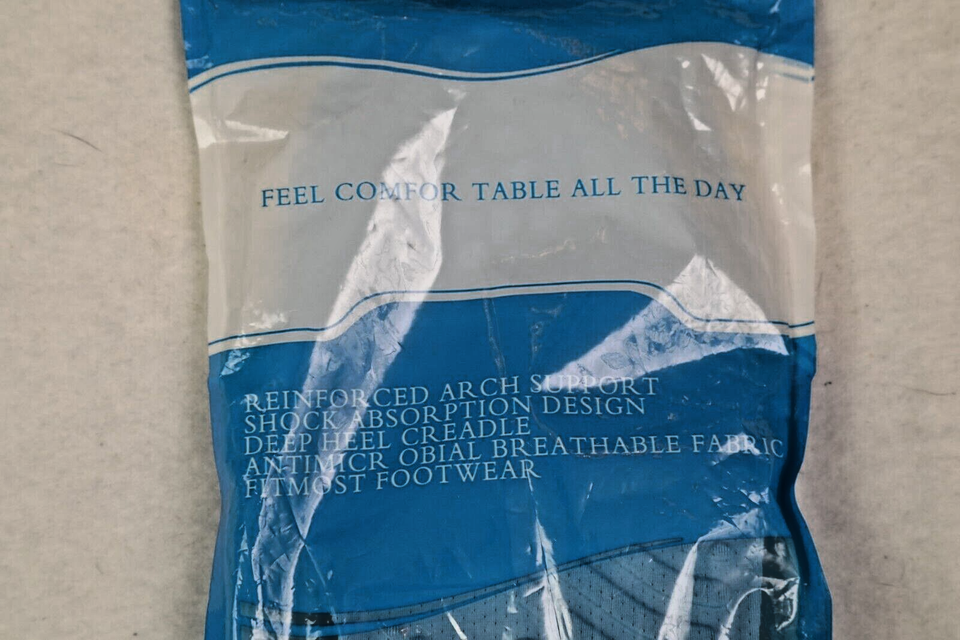 FEEL COMFOR TABLE ALL THE DAY
REINFORCED ARCH SUPPORT
SHOCK ABSORPTION DESIGN
DEEP HEEL CREADLE
ANTIMICR OBIAL BREATHABLE FABRIC
FITMOST FOOTWEAR